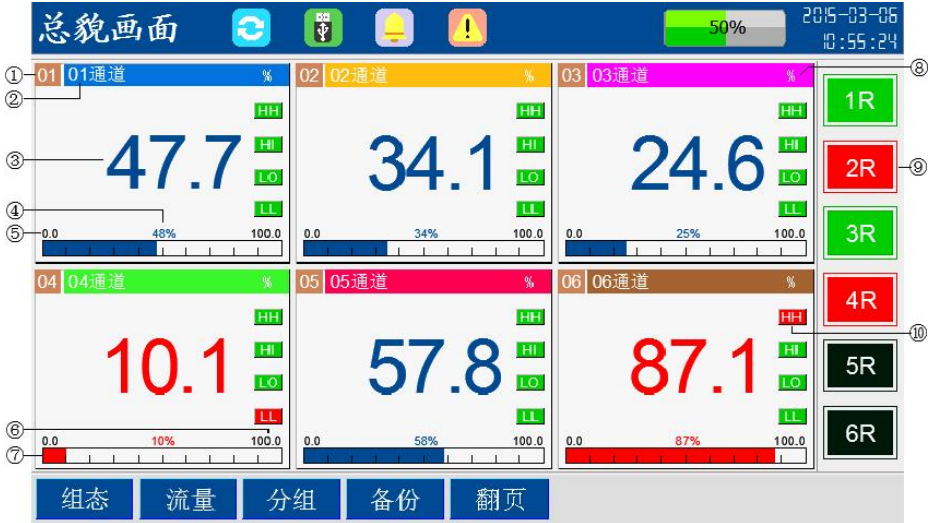 总貌画面
50%
2015-03-06
10:55:24
① 01 01通道 %
②
HH
HI
LO
LL
③ 47.7
④
⑤ 0.0 48% 100.0
02 02通道 %
HH
HI
LO
LL
34.1
0.0 34% 100.0
03 03通道 % ⑧
HH
HI
LO
LL
24.6
0.0 25% 100.0
04 04通道 %
HH
HI
LO
LL
10.1
⑥
0.0 10% 100.0
⑦
05 05通道 %
HH
HI
LO
LL
57.8
0.0 58% 100.0
06 06通道 %
HH ⑩
HI
LO
LL
87.1
0.0 87% 100.0
1R
2R ⑨
3R
4R
5R
6R
组态 流量 分组 备份 翻页